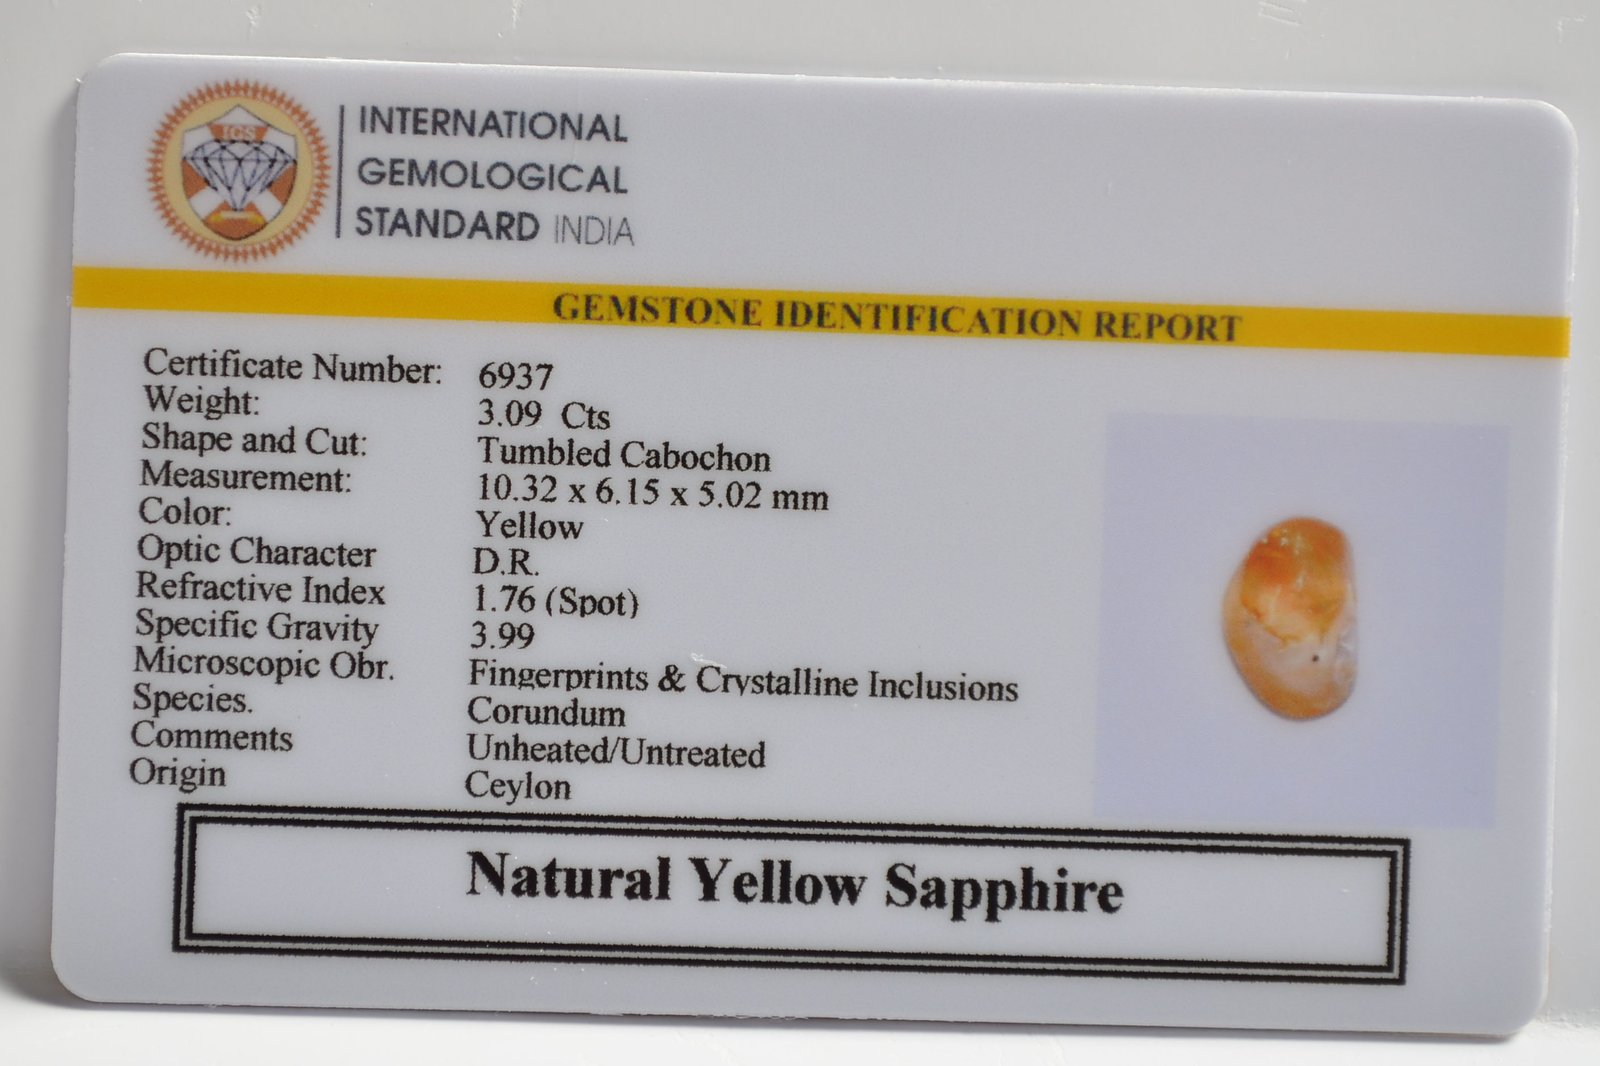 IGS
INTERNATIONAL
GEMOLOGICAL
STANDARD INDIA
GEMSTONE IDENTIFICATION REPORT
Certificate Number: 6937
Weight: 3.09 Cts
Shape and Cut: Tumbled Cabochon
Measurement: 10.32 x 6.15 x 5.02 mm
Color: Yellow
Optic Character D.R.
Refractive Index 1.76 (Spot)
Specific Gravity 3.99
Microscopic Obr. Fingerprints & Crystalline Inclusions
Species. Corundum
Comments Unheated/Untreated
Origin Ceylon
Natural Yellow Sapphire